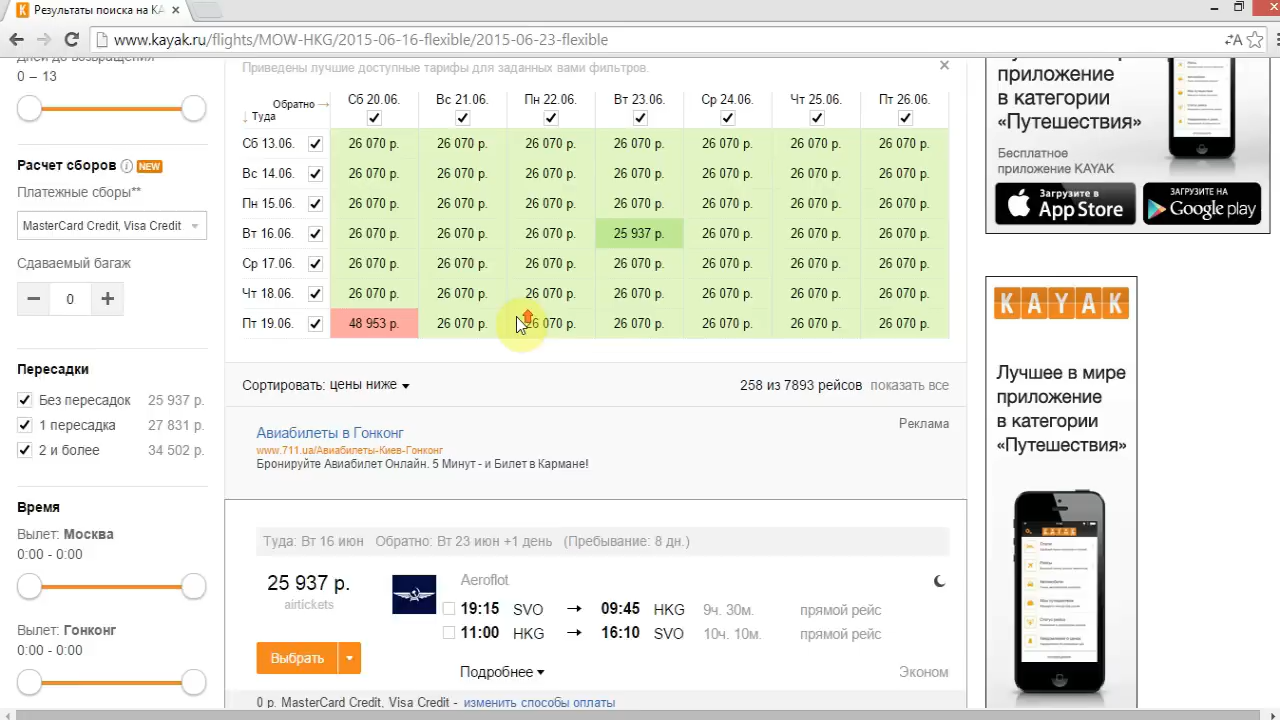 Результаты поиска на КА
www.kayak.ru/flights/MOW-HKG/2015-06-16-flexible/2015-06-23-flexible
Дней до возвращения
0 – 13
Расчет сборов NEW
Платежные сборы**
MasterCard Credit, Visa Credit
Сдаваемый багаж
0
Пересадки
Без пересадок 25 937 р.
1 пересадка 27 831 р.
2 и более 34 502 р.
Время
Вылет: Москва
0:00 - 0:00
Вылет: Гонконг
0:00 - 0:00
Приведены лучшие доступные тарифы для заданных вами фильтров.
Обратно → Сб 20.06. Вс 21.06. Пн 22.06. Вт 23.06. Ср 24.06. Чт 25.06. Пт 26.06.
↓ Туда
Сб 13.06. 26 070 р. 26 070 р. 26 070 р. 26 070 р. 26 070 р. 26 070 р. 26 070 р.
Вс 14.06. 26 070 р. 26 070 р. 26 070 р. 26 070 р. 26 070 р. 26 070 р. 26 070 р.
Пн 15.06. 26 070 р. 26 070 р. 26 070 р. 26 070 р. 26 070 р. 26 070 р. 26 070 р.
Вт 16.06. 26 070 р. 26 070 р. 26 070 р. 25 937 р. 26 070 р. 26 070 р. 26 070 р.
Ср 17.06. 26 070 р. 26 070 р. 26 070 р. 26 070 р. 26 070 р. 26 070 р. 26 070 р.
Чт 18.06. 26 070 р. 26 070 р. 26 070 р. 26 070 р. 26 070 р. 26 070 р. 26 070 р.
Пт 19.06. 48 953 р. 26 070 р. 26 070 р. 26 070 р. 26 070 р. 26 070 р. 26 070 р.
Сортировать: цены ниже 258 из 7893 рейсов показать все
Авиабилеты в Гонконг Реклама
www.711.ua/Авиабилеты-Киев-Гонконг
Бронируйте Авиабилет Онлайн. 5 Минут - и Билет в Кармане!
Туда: Вт (Пребы 8 дн.)
25 937 р. Aeroflot
airtickets 19:15 → 09:45 HKG 9ч. 30м. прямой рейс
11:00 HKG → SVO 10ч. 10м. прямой рейс
Выбрать
Подробнее Эконом
0 р. MasterCard Credit, Visa Credit - изменить способы оплаты
приложение
в категории
«Путешествия»
Бесплатное
приложение KAYAK
Загрузите в
App Store
ЗАГРУЗИТЕ НА
Google play
KAYAK
Лучшее в мире
приложение
в категории
«Путешествия»
KAYAK